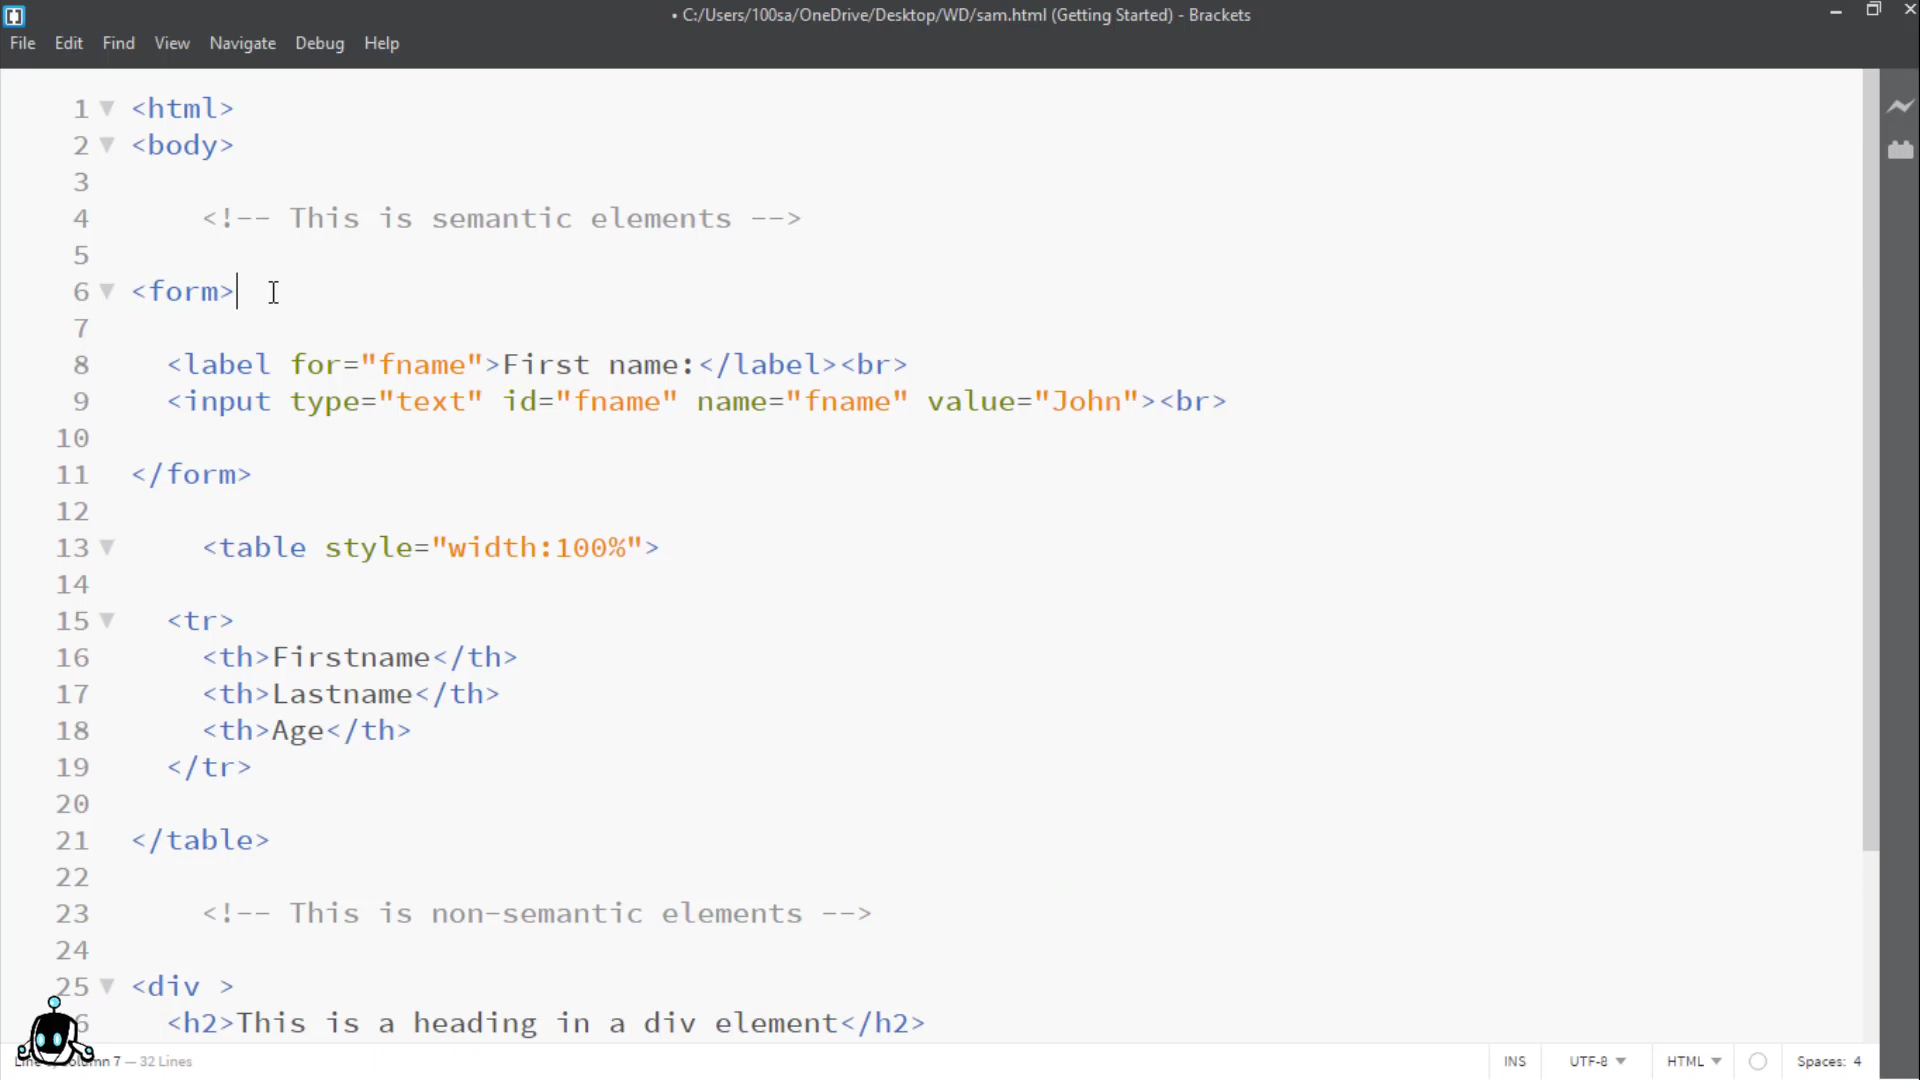 • C:/Users/100sa/OneDrive/Desktop/WD/sam.html (Getting Started) - Brackets
File Edit Find View Navigate Debug Help
1 <html>
2 <body>
3
4 <!-- This is semantic elements -->
5
6 <form>
7
8 <label for="fname">First name:</label><br>
9 <input type="text" id="fname" name="fname" value="John"><br>
10
11 </form>
12
13 <table style="width:100%">
14
15 <tr>
16 <th>Firstname</th>
17 <th>Lastname</th>
18 <th>Age</th>
19 </tr>
20
21 </table>
22
23 <!-- This is non-semantic elements -->
24
25 <div >
6 <h2>This is a heading in a div element</h2>
7 — 32 Lines INS UTF-8 HTML Spaces: 4